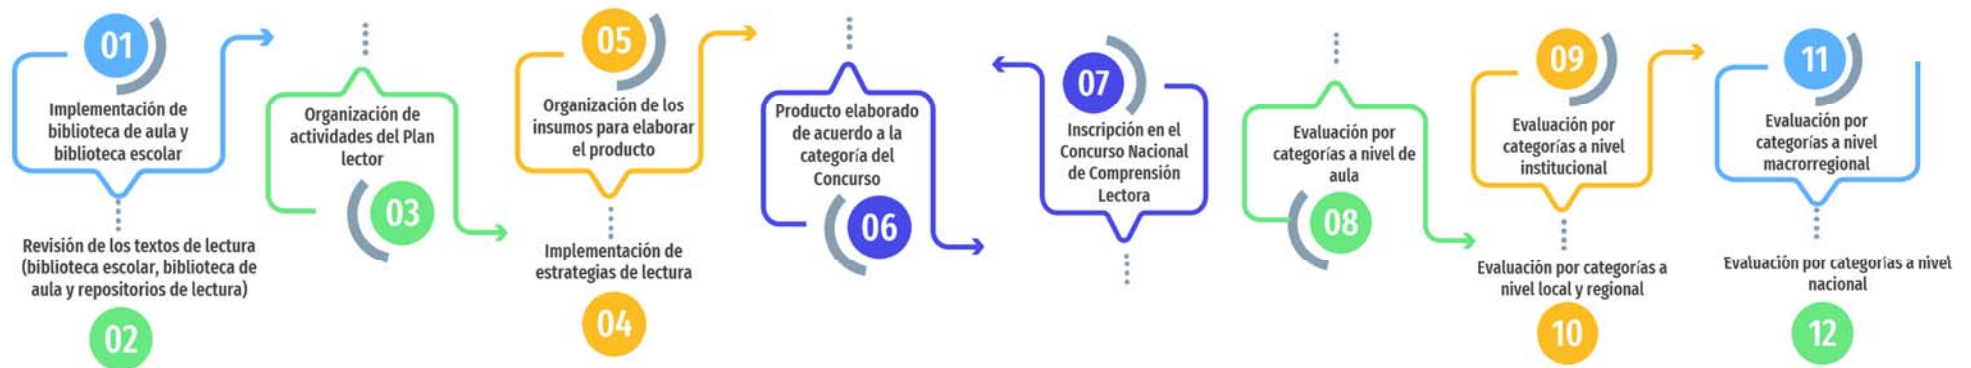 01
Implementación de
biblioteca de aula y
biblioteca escolar
Revisión de los textos de lectura
(biblioteca escolar, biblioteca de
aula y repositorios de lectura)
02
Organización de
actividades del Plan
lector
03
05
Organización de los
insumos para elaborar
el producto
Implementación de
estrategias de lectura
04
Producto elaborado
de acuerdo a la
categoría del
Concurso
06
07
Inscripción en el
Concurso Nacional
de Comprensión
Lectora
Evaluación por
categorías a nivel de
aula
08
09
Evaluación por
categorías a nivel
institucional
Evaluación por categorías a
nivel local y regional
10
11
Evaluación por
categorías a nivel
macrorregional
Evaluación por categorías a nivel
nacional
12